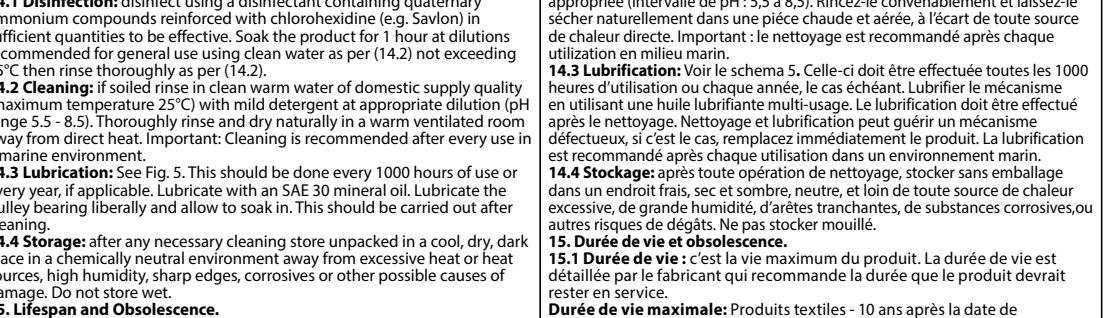 4.1 Disinfection: disinfect using a disinfectant containing quaternary
ammonium compounds reinforced with chlorohexidine (e.g. Savlon) in
sufficient quantities to be effective. Soak the product for 1 hour at dilutions
recommended for general use using clean water as per (14.2) not exceeding
5°C then rinse thoroughly as per (14.2).
4.2 Cleaning: if soiled rinse in clean warm water of domestic supply quality
maximum temperature 25°C) with mild detergent at appropriate dilution (pH
range 5.5 - 8.5). Thoroughly rinse and dry naturally in a warm ventilated room
away from direct heat. Important: Cleaning is recommended after every use in
marine environment.
4.3 Lubrication: See Fig. 5. This should be done every 1000 hours of use or
every year, if applicable. Lubricate with an SAE 30 mineral oil. Lubricate the
pulley bearing liberally and allow to soak in. This should be carried out after
cleaning.
4.4 Storage: after any necessary cleaning store unpacked in a cool, dry, dark
place in a chemically neutral environment away from excessive heat or heat
sources, high humidity, sharp edges, corrosives or other possible causes of
damage. Do not store wet.
5. Lifespan and Obsolescence.
appropriée (intervalle de pH : 5,5 à 8,5). Rincez-le convenablement et laissez-le
sécher naturellement dans une piéce chaude et aérée, à l'écart de toute source
de chaleur directe. Important : le nettoyage est recommandé après chaque
utilization en milieu marin.
14.3 Lubrification: Voir le schema 5. Celle-ci doit être effectuée toutes les 1000
heures d'utilisation ou chaque année, le cas échéant. Lubrifier le mécanisme
en utilisant une huile lubrifiante multi-usage. Le lubrification doit être effectué
après le nettoyage. Nettoyage et lubrification peut guérir un mécanisme
défectueux, si c'est le cas, remplacez immédiatement le produit. La lubrification
est recommandé après chaque utilisation dans un environnement marin.
14.4 Stockage: après toute opération de nettoyage, stocker sans emballage
dans un endroit frais, sec et sombre, neutre, et loin de toute source de chaleur
excessive, de grande humidité, d'arêtes tranchantes, de substances corrosives,ou
autres risques de dégâts. Ne pas stocker mouillé.
15. Durée de vie et obsolescence.
15.1 Durée de vie : c'est la vie maximum du produit. La durée de vie est
détaillée par le fabricant qui recommande la durée que le produit devrait
rester en service.
Durée de vie maximale: Produits textiles - 10 ans après la date de